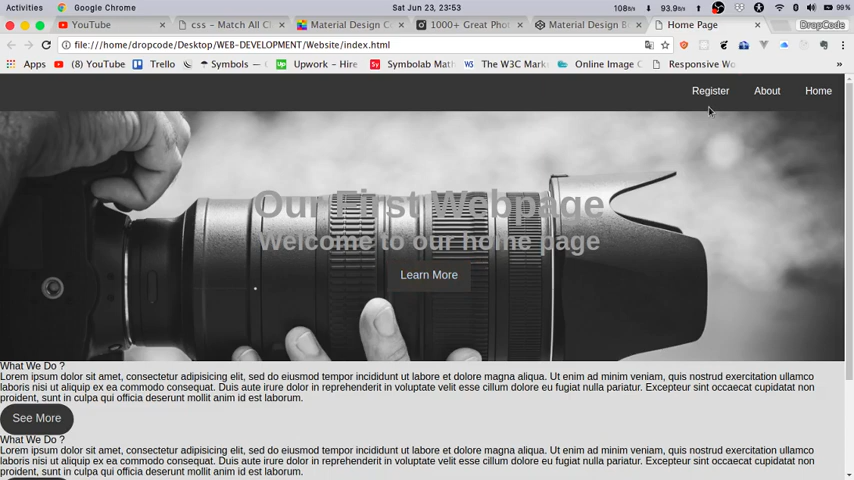 Activities Google Chrome Sat Jun 23, 23:53 108h/ 93.9h/ 99%
YouTube css - Match All C Material Design Co 1000+ Great Phot Material Design B Home Page DropCode
file:///home/dropcode/Desktop/WEB-DEVELOPMENT/Website/index.html
Apps (8) YouTube Trello Symbols — Upwork - Hire Symbolab Math The W3C Mark Online Image C Responsive Wo »
Register About Home
Our First Webpage
Welcome to our home page
Learn More
What We Do ?
Lorem ipsum dolor sit amet, consectetur adipisicing elit, sed do eiusmod tempor incididunt ut labore et dolore magna aliqua. Ut enim ad minim veniam, quis nostrud exercitation ullamco
laboris nisi ut aliquip ex ea commodo consequat. Duis aute irure dolor in reprehenderit in voluptate velit esse cillum dolore eu fugiat nulla pariatur. Excepteur sint occaecat cupidatat non
proident, sunt in culpa qui officia deserunt mollit anim id est laborum.
See More
What We Do ?
Lorem ipsum dolor sit amet, consectetur adipisicing elit, sed do eiusmod tempor incididunt ut labore et dolore magna aliqua. Ut enim ad minim veniam, quis nostrud exercitation ullamco
laboris nisi ut aliquip ex ea commodo consequat. Duis aute irure dolor in reprehenderit in voluptate velit esse cillum dolore eu fugiat nulla pariatur. Excepteur sint occaecat cupidatat non
proident, sunt in culpa qui officia deserunt mollit anim id est laborum.